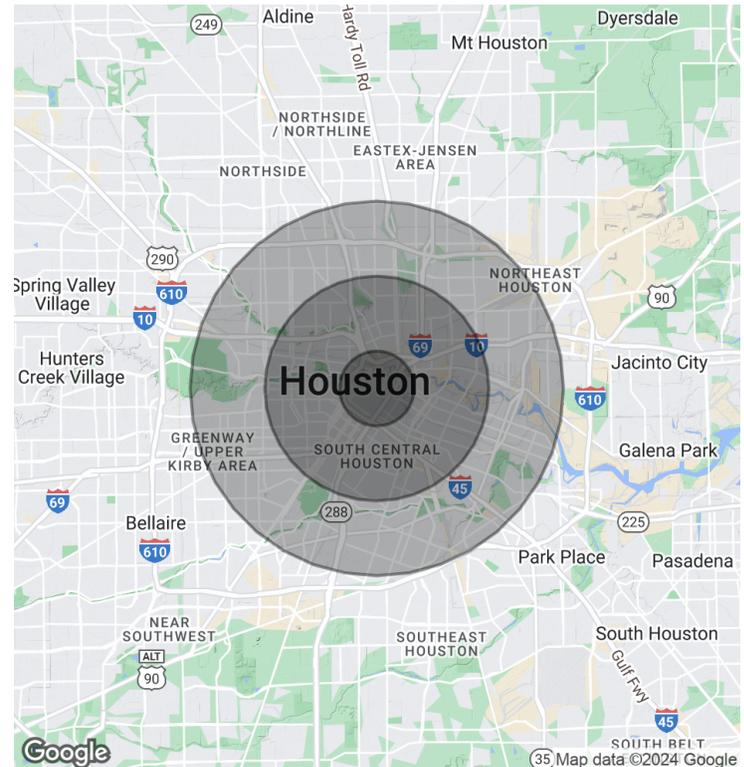 249
Aldine
Hardy Toll Rd
Dyersdale
Mt Houston
NORTHSIDE
/ NORTHLINE
EASTEX-JENSEN
AREA
NORTHSIDE
290
NORTHEAST
HOUSTON
Spring Valley
Village
610
90
10
69
10
Hunters
Creek Village
Jacinto City
Houston
610
GREENWAY
/ UPPER
KIRBY AREA
SOUTH CENTRAL
HOUSTON
Galena Park
69
45
288
Bellaire
225
610
Park Place
Pasadena
NEAR
SOUTHWEST
SOUTHEAST
HOUSTON
South Houston
ALT
90
Gulf Fwy
45
SOUTH BELT
Google
35
Map data ©2024 Google